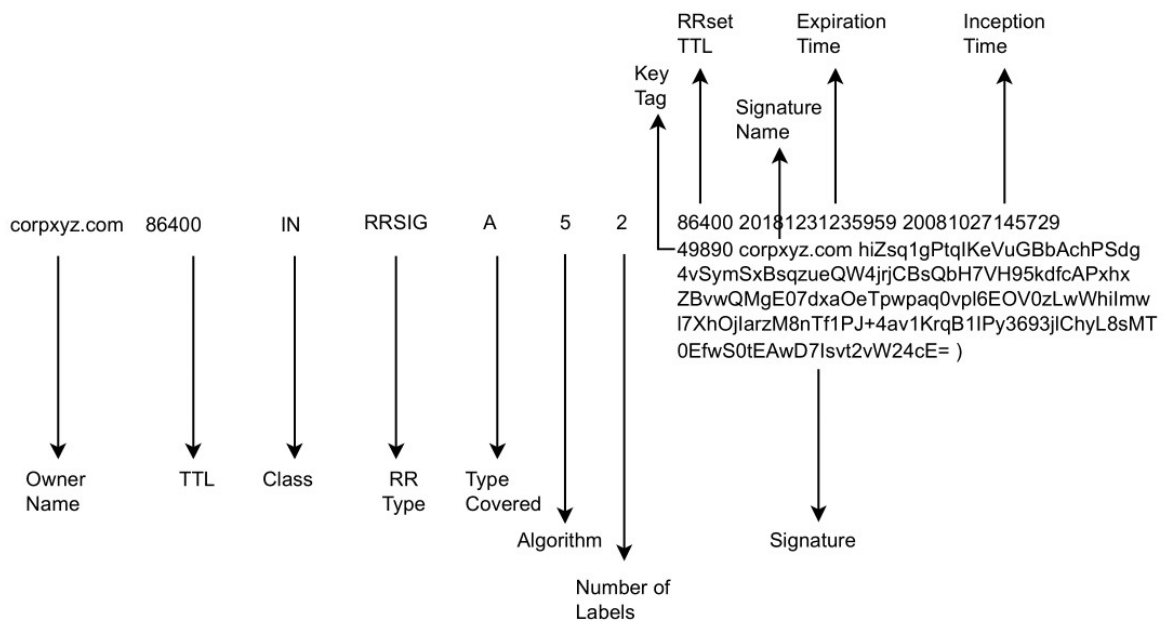 RRset
TTL
Expiration
Time
Inception
Time
Key
Tag
Signature
Name
corpxyz.com 86400 IN RRSIG A 5 2 86400 20181231235959 20081027145729
49890 corpxyz.com hiZsq1gPtqIKeVuGBbAchPSdg
4vSymSxBsqzueQW4jrjCBsQbH7VH95kdfcAPxhx
ZBvwQMgE07dxaOeTpwpaq0vpl6EOV0zLwWhiImw
l7XhOjIarzM8nTf1PJ+4av1KrqB1IPy3693jlChyL8sMT
0EfwS0tEAwD7Isvt2vW24cE= )
Owner
Name
TTL
Class
RR
Type
Type
Covered
Algorithm
Signature
Number of
Labels